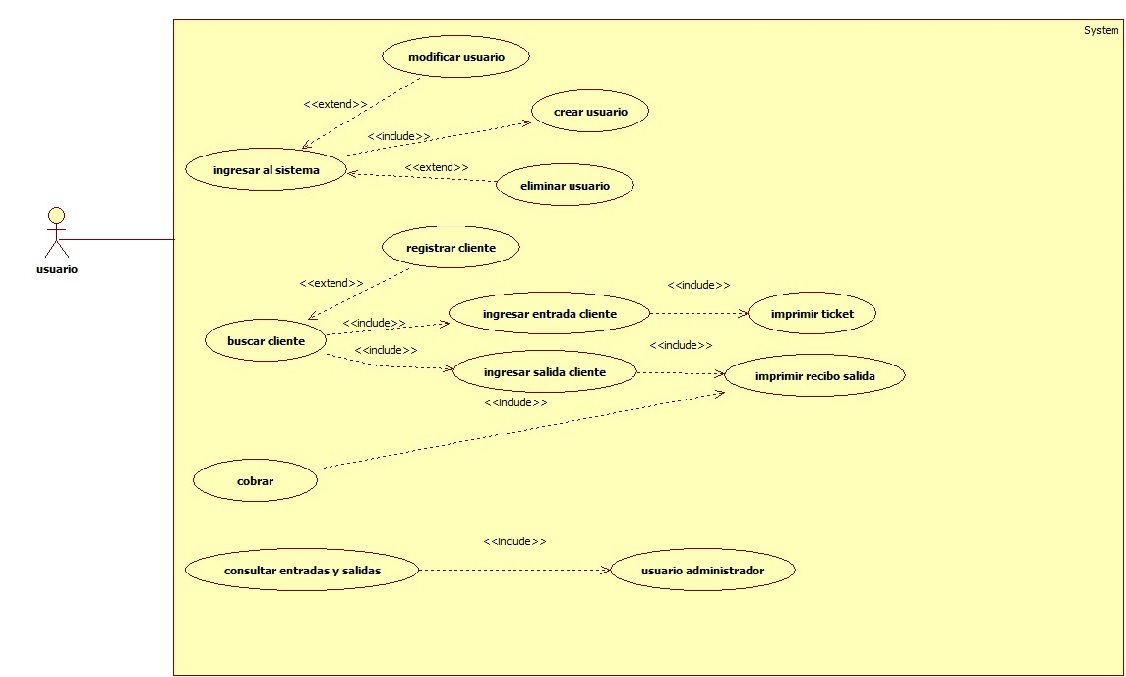 System
modificar usuario
<<extend>>
crear usuario
<<include>>
ingresar al sistema
<<extend>>
eliminar usuario
usuario
registrar cliente
<<extend>>
<<include>>
ingresar entrada cliente
imprimir ticket
<<include>>
buscar cliente
<<include>>
<<include>>
ingresar salida cliente
imprimir recibo salida
<<include>>
cobrar
<<incude>>
consultar entradas y salidas
usuario administrador